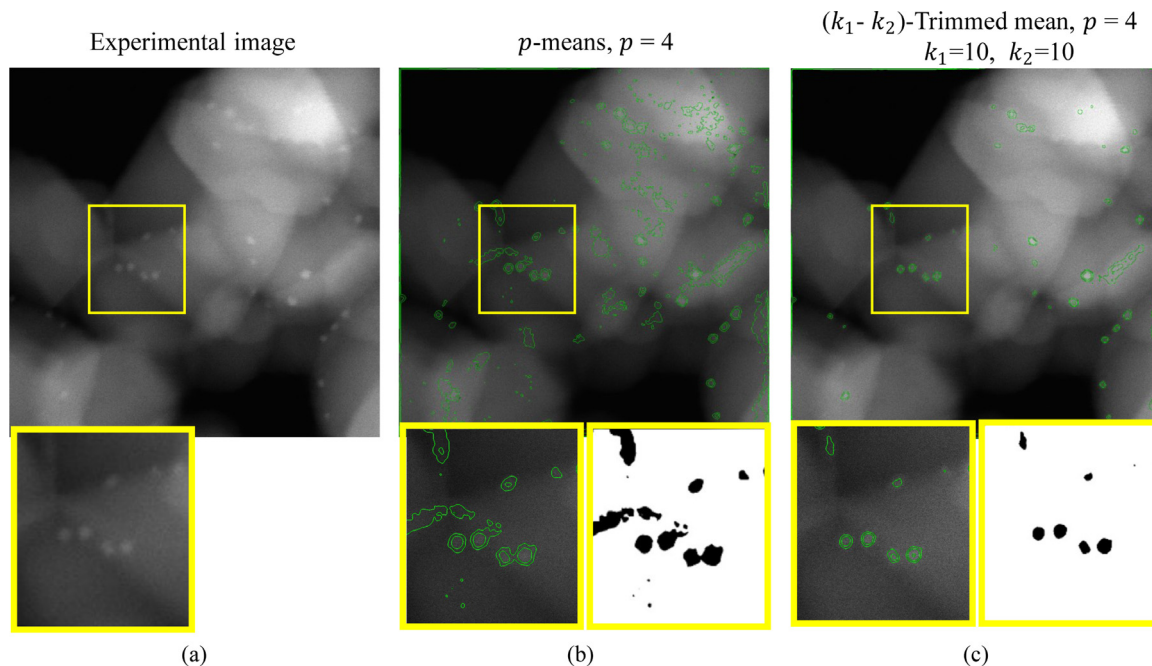 Experimental image
p-means, p = 4
(k₁- k₂)-Trimmed mean, p = 4
k₁=10, k₂=10
(a)
(b)
(c)